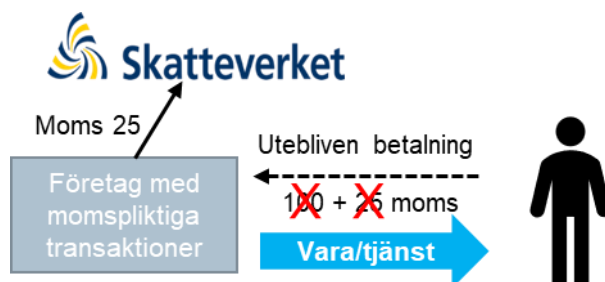 Skatteverket
Moms 25
Utebliven betalning
100 + 25 moms
Företag med
momspliktiga
transaktioner
Vara/tjänst